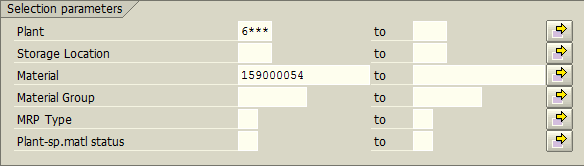 Selection parameters
Plant 6*** to
Storage Location to
Material 159000054 to
Material Group to
MRP Type to
Plant-sp.matl status to